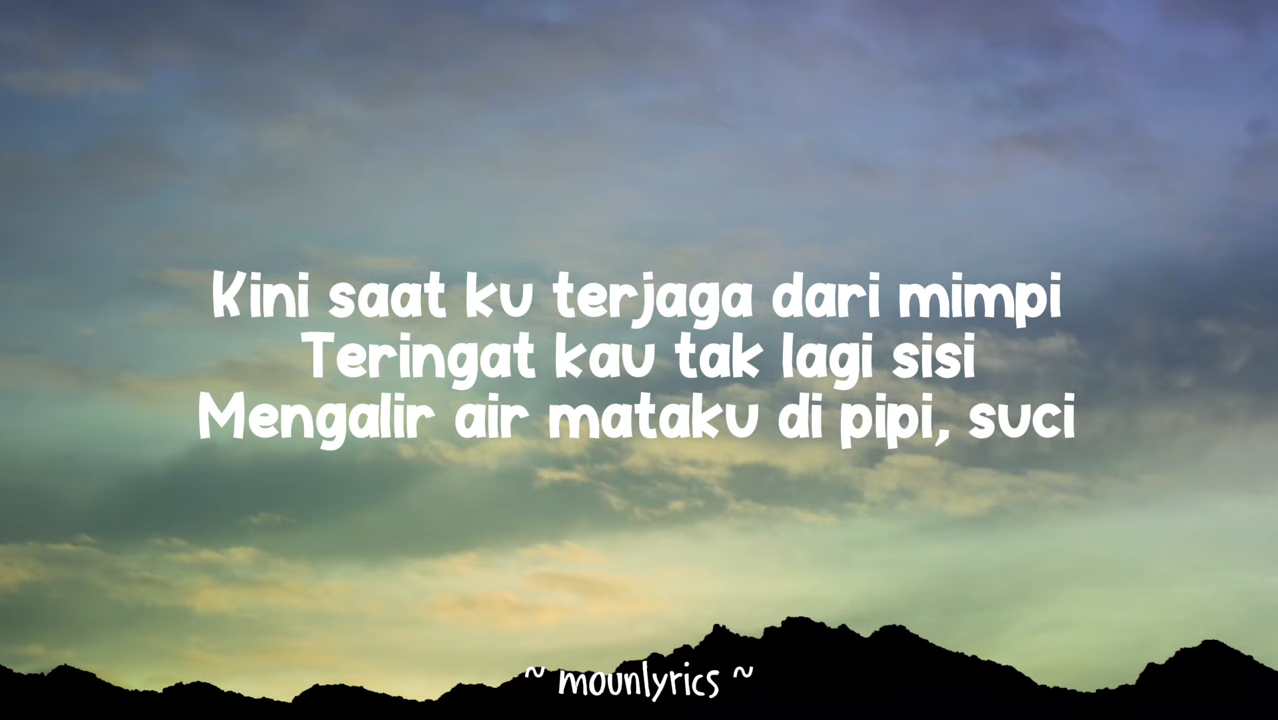 Kini saat ku terjaga dari mimpi
Teringat kau tak lagi sisi
Mengalir air mataku di pipi, suci
~ mounlyrics ~